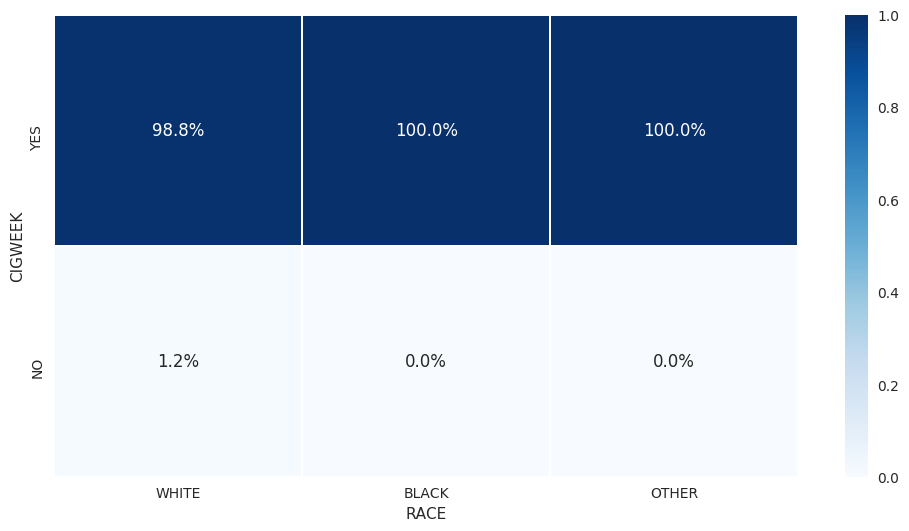 YES
98.8%
100.0%
100.0%
NO
1.2%
0.0%
0.0%
CIGWEEK
WHITE
BLACK
OTHER
RACE
1.0
0.8
0.6
0.4
0.2
0.0